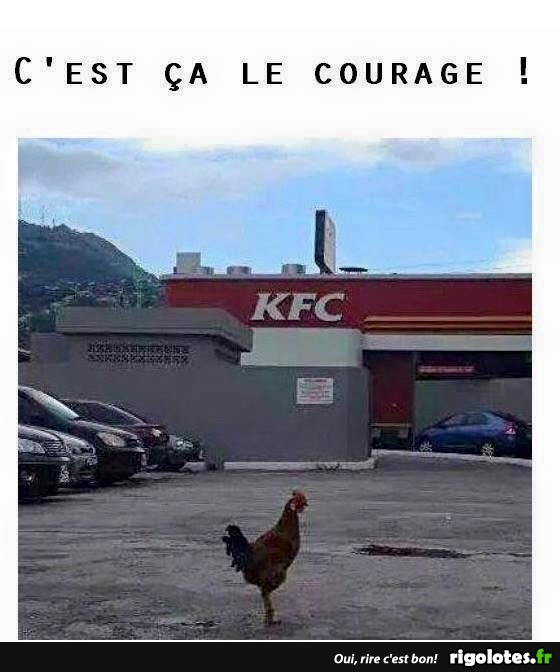 C'EST ÇA LE COURAGE !
KFC
Oui, rire c'est bon! rigolotes.fr